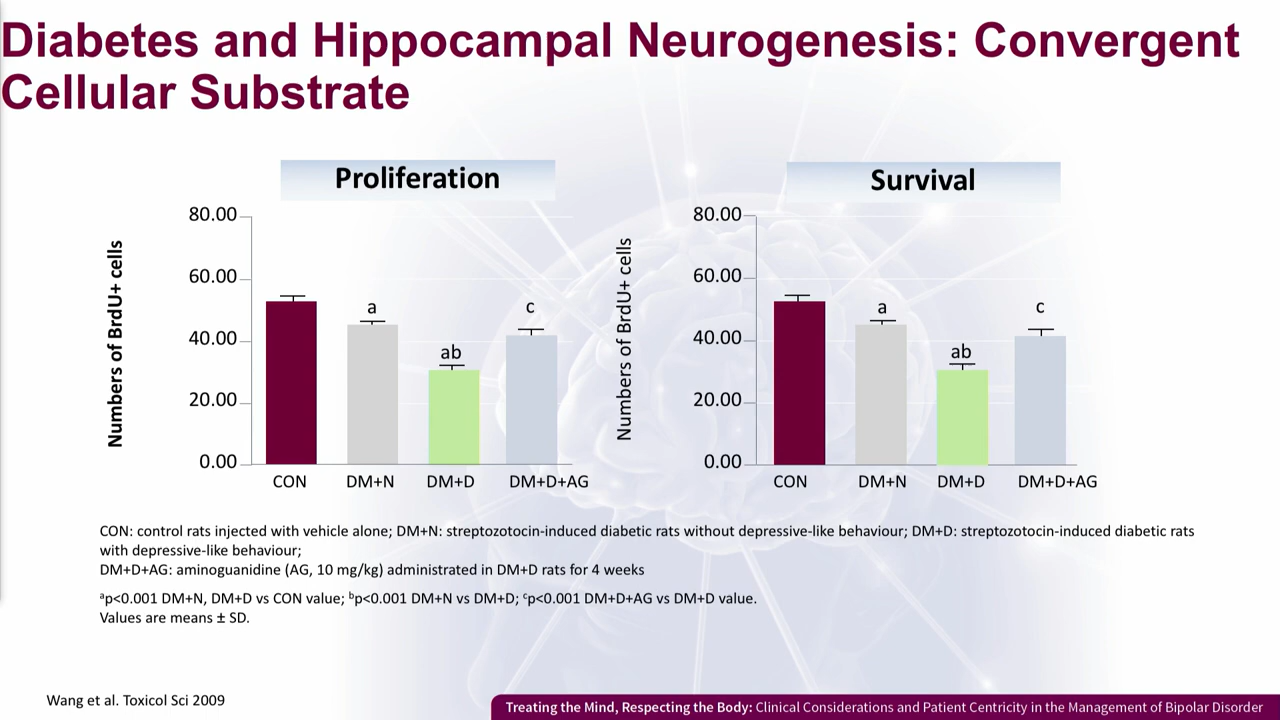 Diabetes and Hippocampal Neurogenesis: Convergent
Cellular Substrate
Proliferation
Numbers of BrdU+ cells
80.00
60.00
40.00
20.00
0.00
a
ab
c
CON
DM+N
DM+D
DM+D+AG
Survival
Numbers of BrdU+ cells
80.00
60.00
40.00
20.00
0.00
a
ab
c
CON
DM+N
DM+D
DM+D+AG
CON: control rats injected with vehicle alone; DM+N: streptozotocin-induced diabetic rats without depressive-like behaviour; DM+D: streptozotocin-induced diabetic rats
with depressive-like behaviour;
DM+D+AG: aminoguanidine (AG, 10 mg/kg) administrated in DM+D rats for 4 weeks
ᵃp<0.001 DM+N, DM+D vs CON value; ᵇp<0.001 DM+N vs DM+D; ᶜp<0.001 DM+D+AG vs DM+D value.
Values are means ± SD.
Wang et al. Toxicol Sci 2009
Treating the Mind, Respecting the Body: Clinical Considerations and Patient Centricity in the Management of Bipolar Disorder